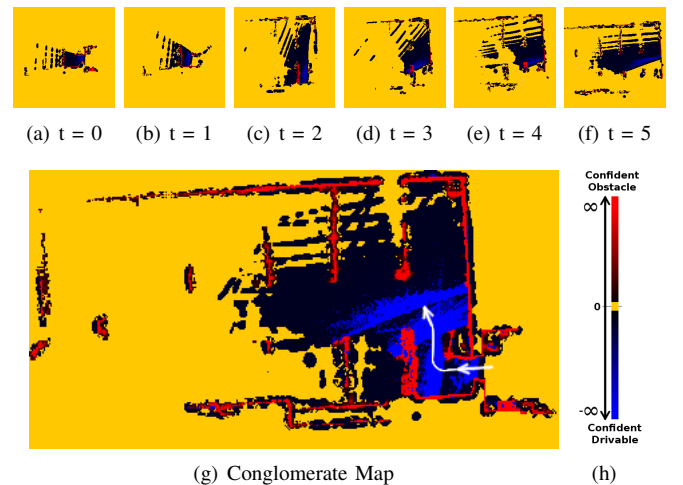 (a) t = 0 (b) t = 1 (c) t = 2 (d) t = 3 (e) t = 4 (f) t = 5
Confident
Obstacle
∞
0
-∞
Confident
Drivable
(g) Conglomerate Map (h)